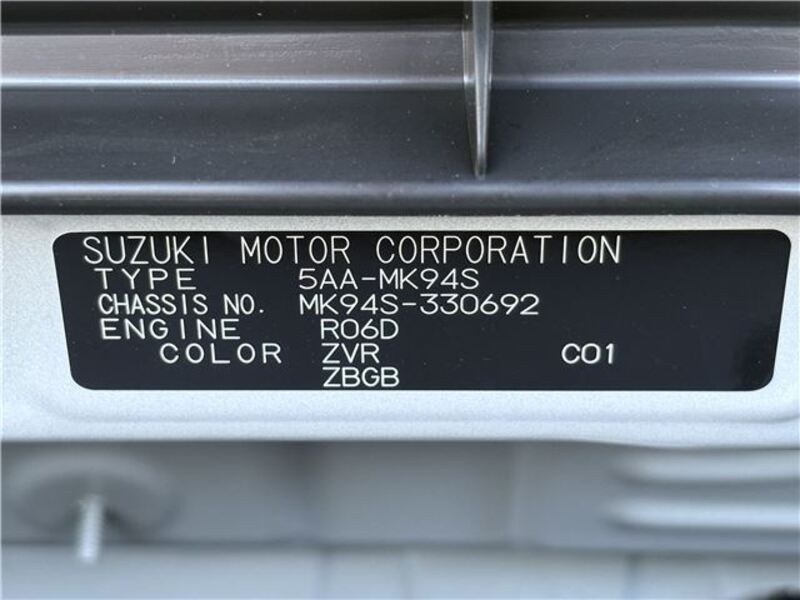 SUZUKI MOTOR CORPORATION
TYPE 5AA-MK94S
CHASSIS NO. MK94S-330692
ENGINE R06D
COLOR ZVR C01
ZBGB